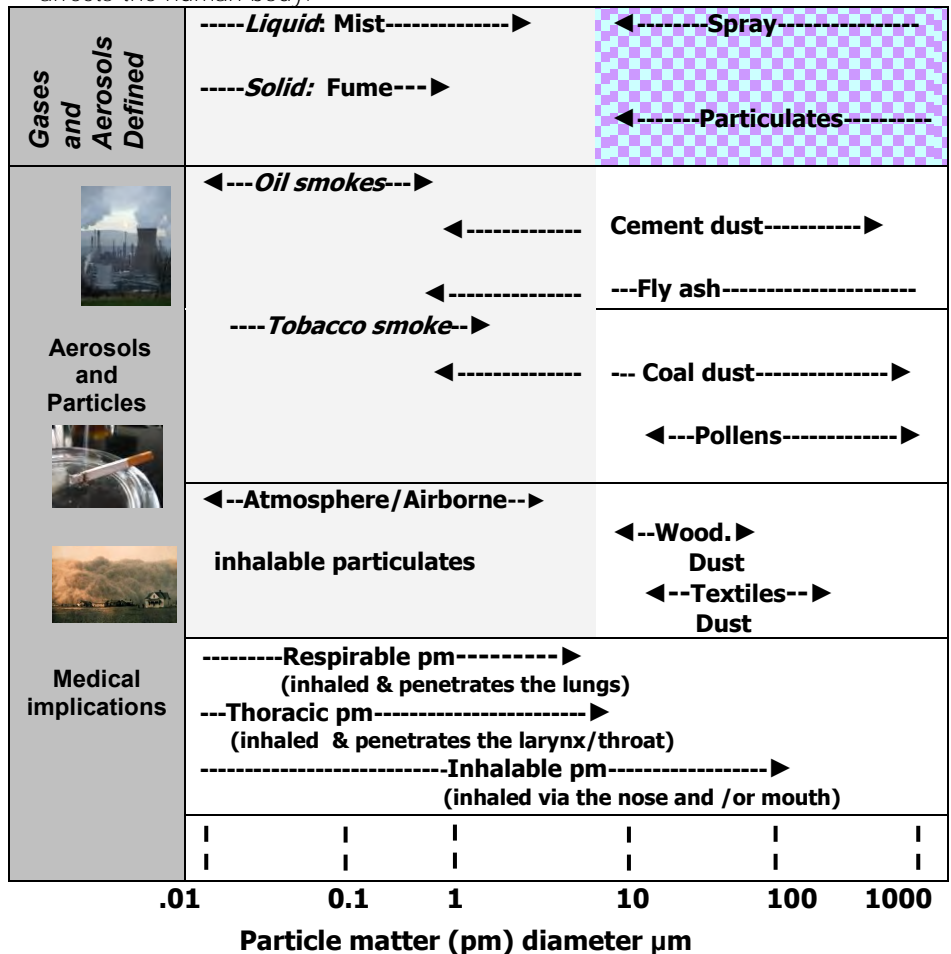 affects the human body.
Gases
and
Aerosols
Defined
-----Liquid: Mist--------------►
◄--------Spray----------------
-----Solid: Fume---►
◄-------Particulates----------
◄---Oil smokes---►
◄------------- Cement dust-----------►
◄------------- ---Fly ash----------------------
----Tobacco smoke--►
Aerosols
and
Particles
◄------------- --- Coal dust---------------►
◄---Pollens-------------►
◄--Atmosphere/Airborne--►
inhalable particulates
◄--Wood.►
Dust
◄--Textiles--►
Dust
Medical
implications
---------Respirable pm---------►
(inhaled & penetrates the lungs)
---Thoracic pm------------------------►
(inhaled & penetrates the larynx/throat)
----------------------------Inhalable pm------------------►
(inhaled via the nose and /or mouth)
.01 0.1 1 10 100 1000
Particle matter (pm) diameter µm